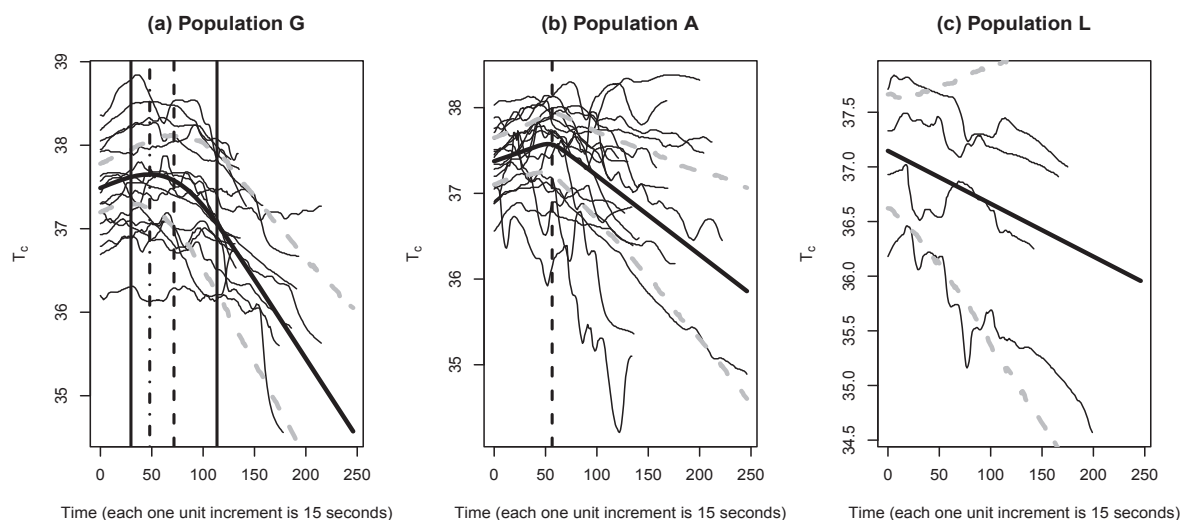 (a) Population G
(b) Population A
(c) Population L
T_c
39
38
37
36
35
0 50 100 150 200 250
Time (each one unit increment is 15 seconds)
T_c
38
37
36
35
0 50 100 150 200 250
Time (each one unit increment is 15 seconds)
T_c
37.5
37.0
36.5
36.0
35.5
35.0
34.5
0 50 100 150 200 250
Time (each one unit increment is 15 seconds)